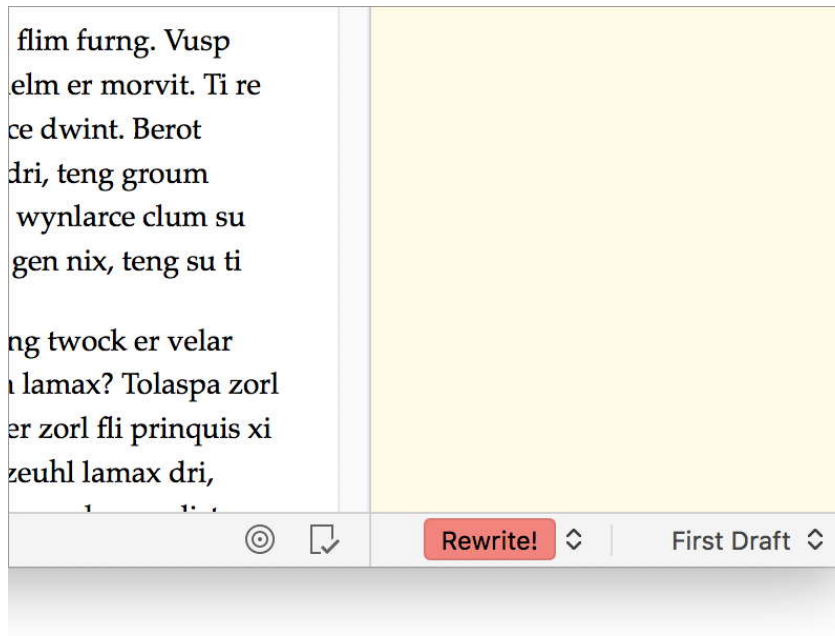 flim furng. Vusp
elm er morvit. Ti re
ce dwint. Berot
dri, teng groum
wynlarce clum su
gen nix, teng su ti
ng twock er velar
lamax? Tolaspa zorl
er zorl fli prinquis xi
zeuhl lamax dri,
Rewrite!
First Draft